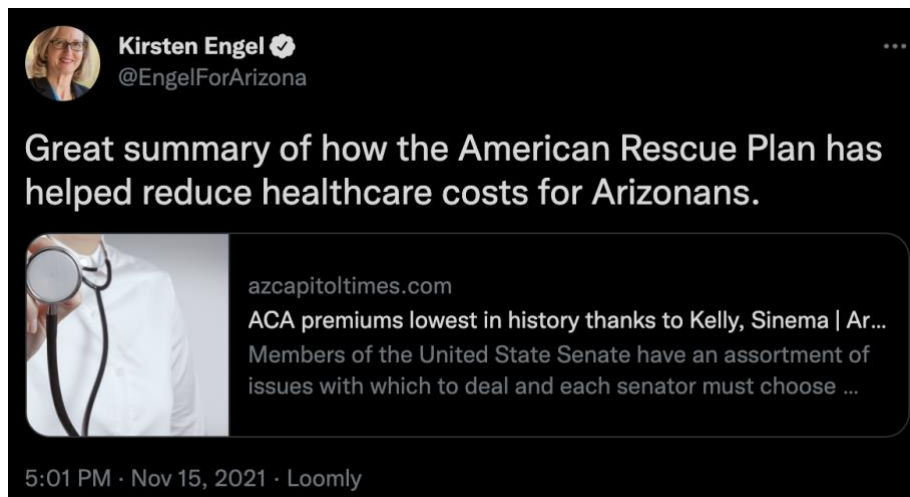 Kirsten Engel
@EngelForArizona
Great summary of how the American Rescue Plan has
helped reduce healthcare costs for Arizonans.
azcapitoltimes.com
ACA premiums lowest in history thanks to Kelly, Sinema | Ar...
Members of the United State Senate have an assortment of
issues with which to deal and each senator must choose ...
5:01 PM · Nov 15, 2021 · Loomly